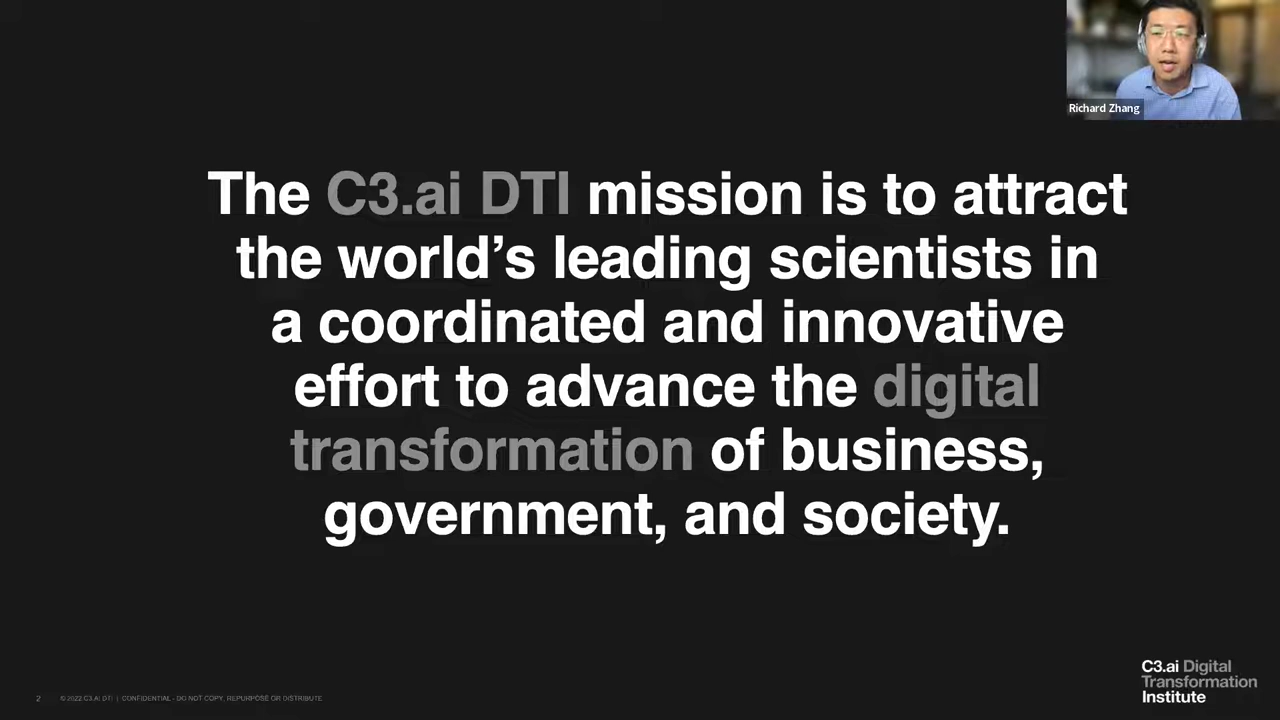 Richard Zhang
The C3.ai DTI mission is to attract
the world's leading scientists in
a coordinated and innovative
effort to advance the digital
transformation of business,
government, and society.
2 © 2022 C3.AI DTI | CONFIDENTIAL - DO NOT COPY, REPURPOSE OR DISTRIBUTE
C3.ai Digital
Transformation
Institute